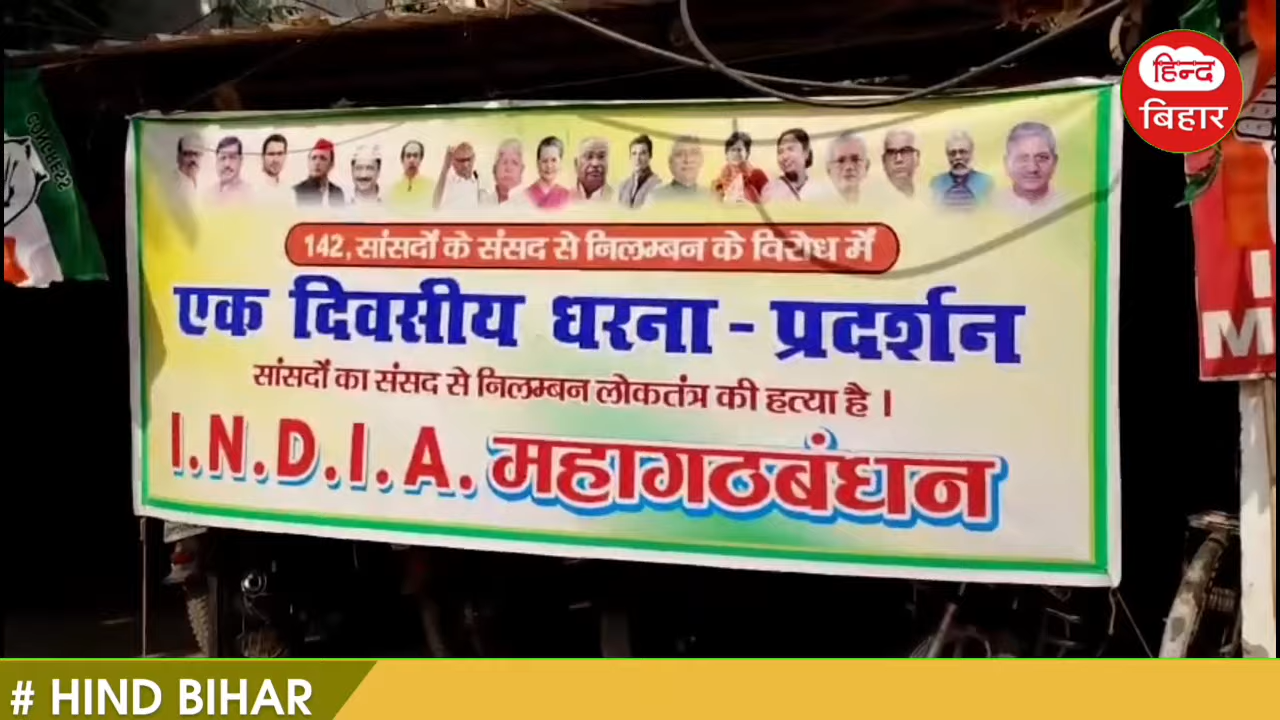 हिन्द
बिहार
142, सांसदों के संसद से निलम्बन के विरोध में
एक दिवसीय धरना - प्रदर्शन
सांसदों का संसद से निलम्बन लोकतंत्र की हत्या है ।
I.N.D.I.A. महागठबंधन
# HIND BIHAR